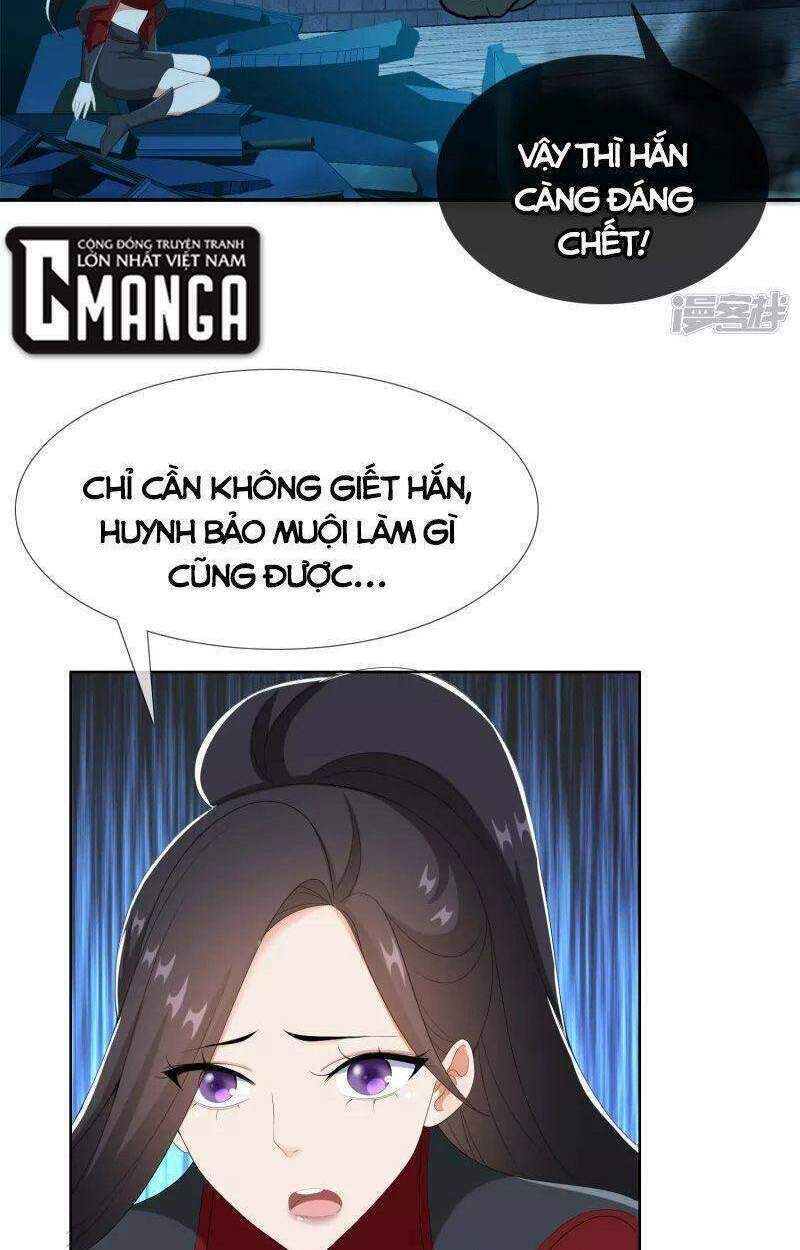 VẬY THÌ HẮN
CÀNG ĐÁNG
CHẾT!
CỘNG ĐỒNG TRUYỆN TRANH
LỚN NHẤT VIỆT NAM
CMANGA
漫客栈
CHỈ CẦN KHÔNG GIẾT HẮN,
HUYNH BẢO MUỘI LÀM GÌ
CŨNG ĐƯỢC...